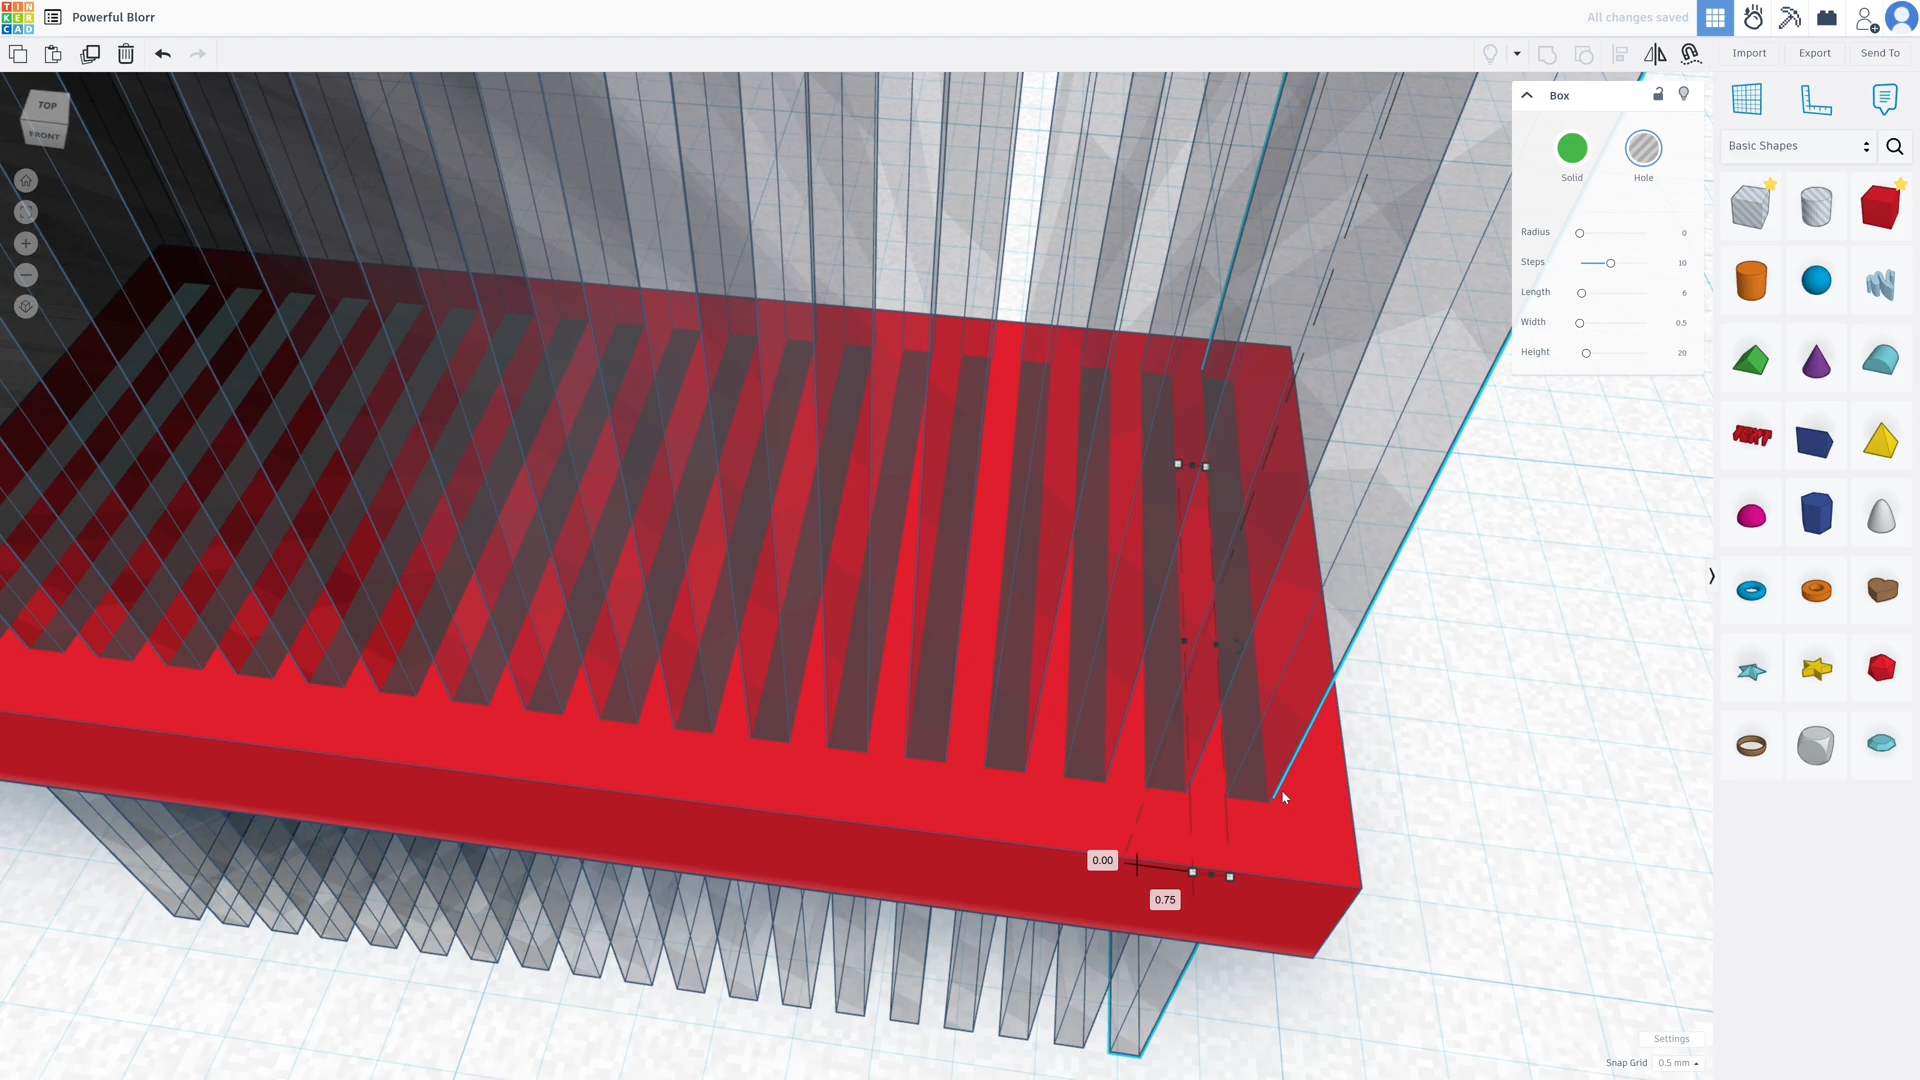 TIN
KER
CAD
Powerful Blorr
All changes saved
Import
Export
Send To
TOP
FRONT
Box
Solid
Hole
Radius
0
Steps
10
Length
6
Width
0.5
Height
20
Basic Shapes
TEXT
0.00
0.75
Settings
Snap Grid
0.5 mm